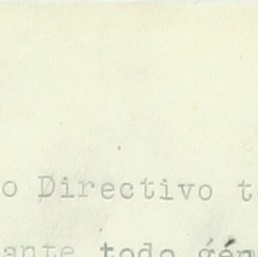 o Directivo t
ante todo gén